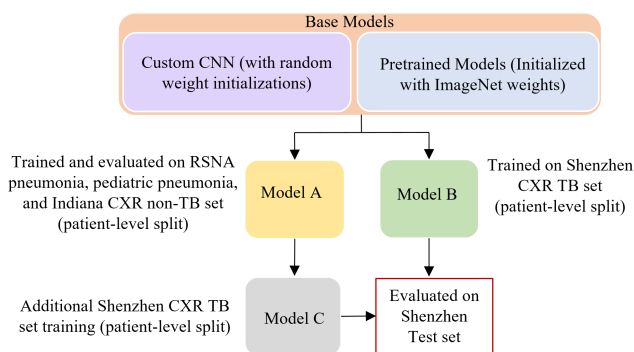 Base Models
Custom CNN (with random
weight initializations)
Pretrained Models (Initialized
with ImageNet weights)
Trained and evaluated on RSNA
pneumonia, pediatric pneumonia,
and Indiana CXR non-TB set
(patient-level split)
Model A
Model B
Trained on Shenzhen
CXR TB set
(patient-level split)
Additional Shenzhen CXR TB
set training (patient-level split)
Model C
Evaluated on
Shenzhen
Test set